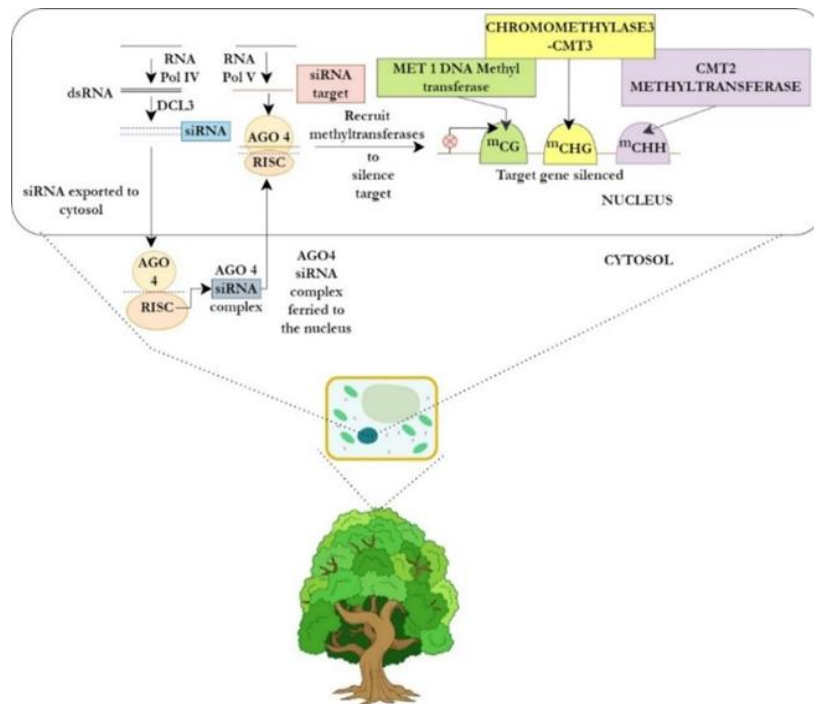 RNA
Pol IV
dsRNA
DCL3
siRNA
RNA
Pol V
siRNA
target
AGO 4
RISC
Recruit
methyltransferases
to
silence
target
CHROMOMETHYLASE3
-CMT3
MET 1 DNA Methyl
transferase
CMT2
METHYLTRANSFERASE
mCG
mCHG
mCHH
Target gene silenced
NUCLEUS
siRNA exported to
cytosol
AGO
4
RISC
AGO 4
siRNA
complex
AGO4
siRNA
complex
ferried to
the nucleus
CYTOSOL